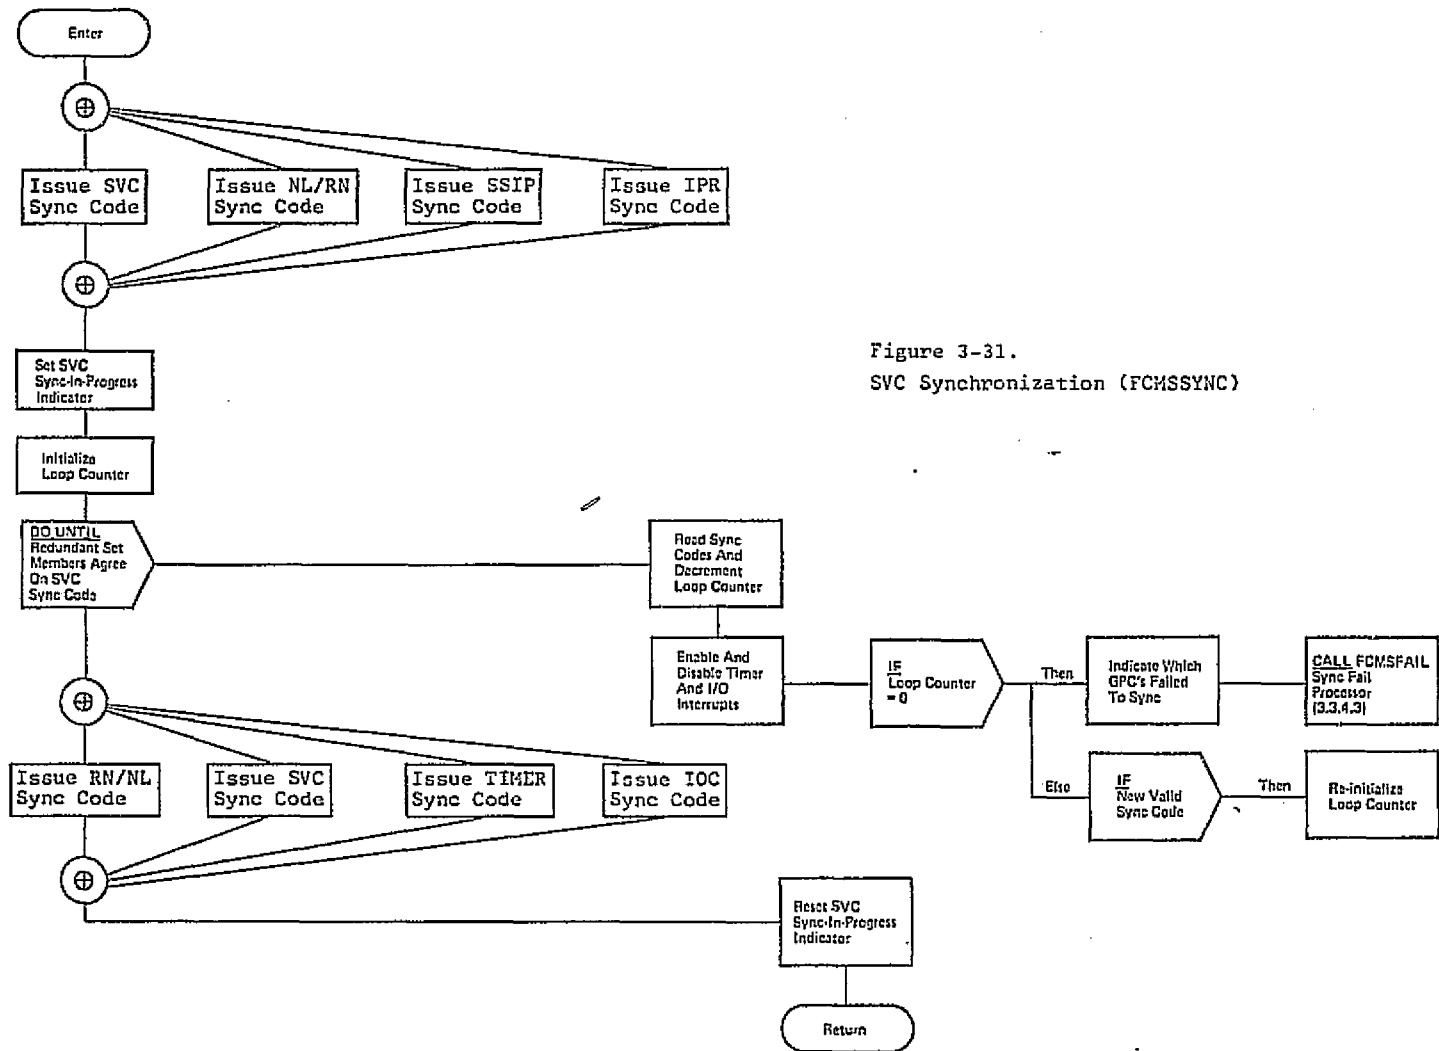 Enter
Issue SVC
Sync Code
Issue NL/RN
Sync Code
Issue SSIP
Sync Code
Issue IPR
Sync Code
Set SVC
Sync-In-Progress
Indicator
Figure 3-31.
SVC Synchronization (FCMSSYNC)
Initialize
Loop Counter
DO UNTIL
Redundant Set
Members Agree
On SVC
Sync Code
Read Sync
Codes And
Decrement
Loop Counter
Enable And
Disable Timer
And I/O
Interrupts
IF
Loop Counter
= 0
Then
Indicate Which
GPC's Failed
To Sync
CALL FCMSFAIL
Sync Fail
Processor
(3.3.4.3)
Else
IF
New Valid
Sync Code
Then
Re-initialize
Loop Counter
Issue RN/NL
Sync Code
Issue SVC
Sync Code
Issue TIMER
Sync Code
Issue IOC
Sync Code
Reset SVC
Sync-In-Progress
Indicator
Return